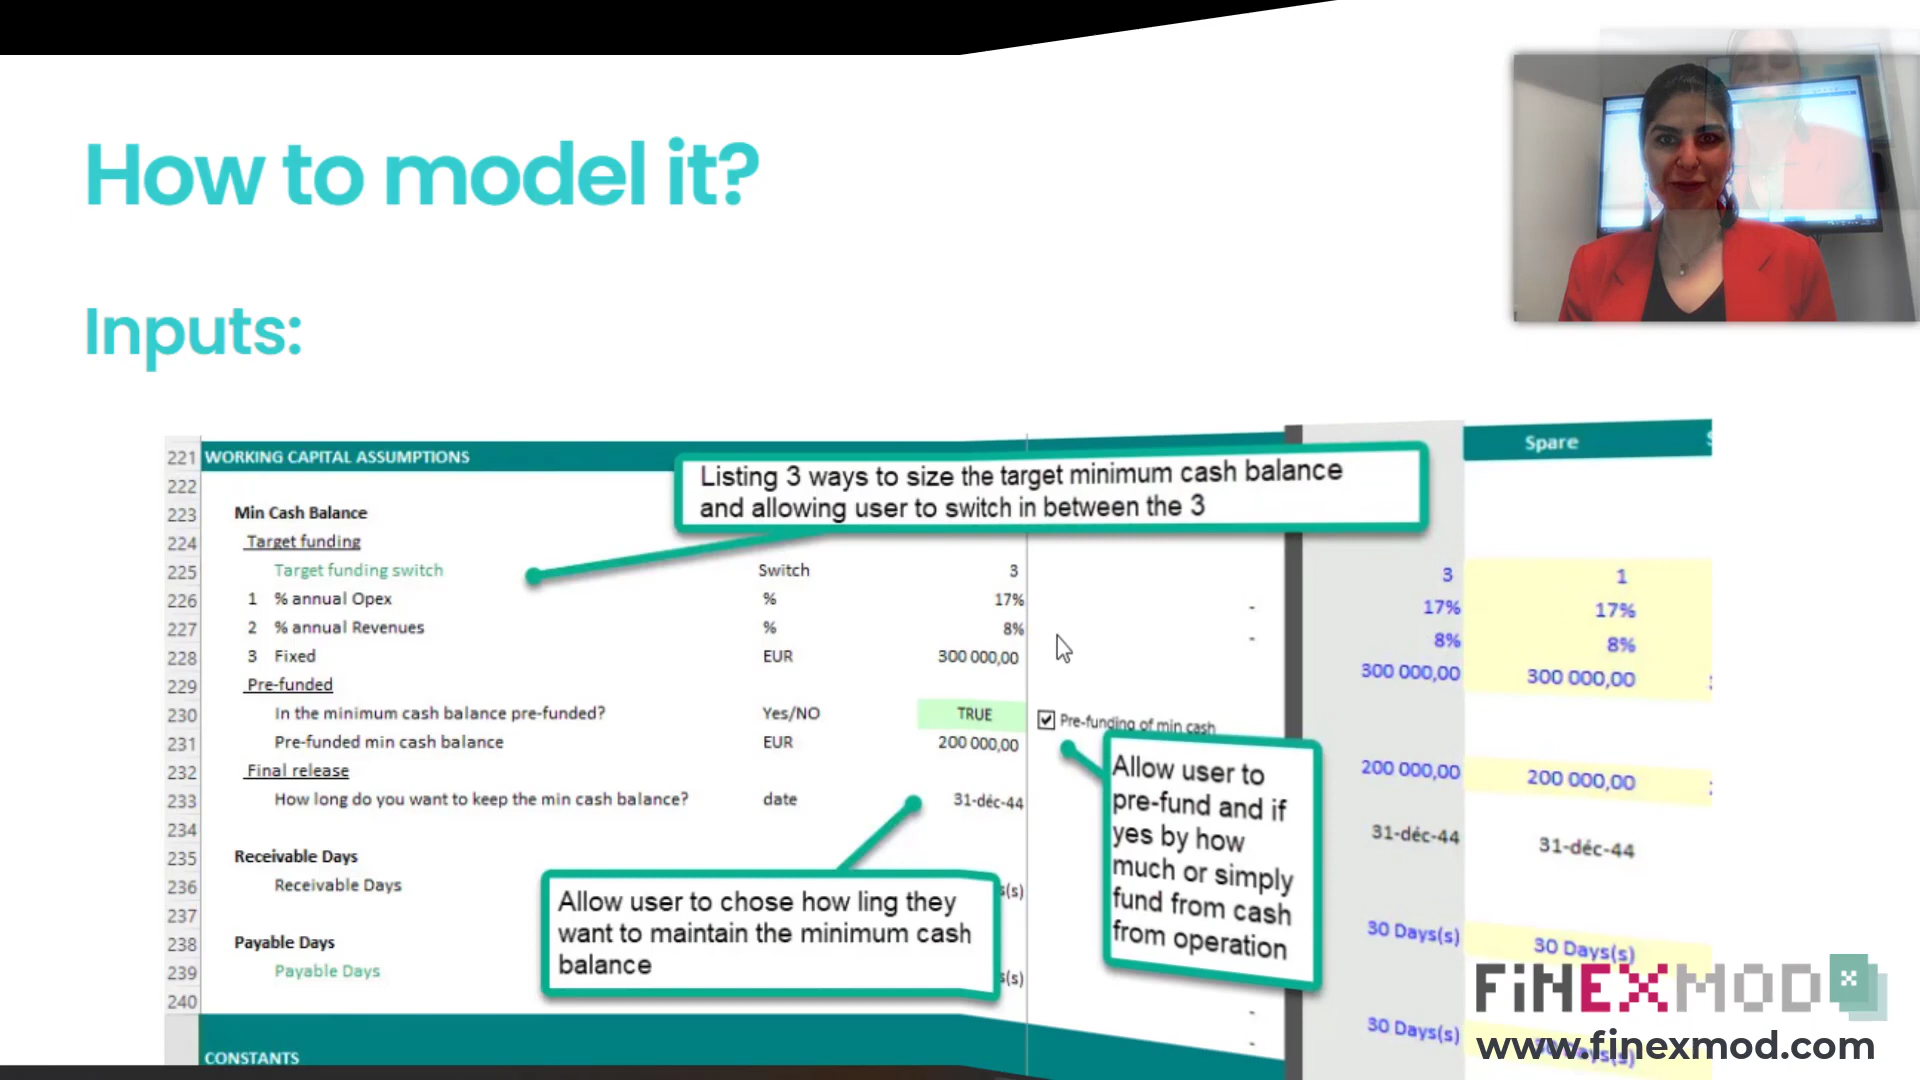 How to model it?
Inputs:
Spare
221 WORKING CAPITAL ASSUMPTIONS
Listing 3 ways to size the target minimum cash balance
and allowing user to switch in between the 3
222
223 Min Cash Balance
224 Target funding
225 Target funding switch Switch 3 3 1
226 1 % annual Opex % 17% - 17% 17%
227 2 % annual Revenues % 8% - 8% 8%
228 3 Fixed EUR 300 000,00 300 000,00 300 000,00
229 Pre-funded
230 In the minimum cash balance pre-funded? Yes/NO TRUE Pre-funding of min cash
231 Pre-funded min cash balance EUR 200 000,00 200 000,00 200 000,00
232 Final release
233 How long do you want to keep the min cash balance? date 31-déc-44 31-déc-44 31-déc-44
Allow user to
pre-fund and if
yes by how
much or simply
fund from cash
from operation
234
235 Receivable Days
236 Receivable Days s(s) 30 Days(s) 30 Days(s)
Allow user to chose how ling they
want to maintain the minimum cash
balance
237
238 Payable Days
239 Payable Days s(s) 30 Days(s)
240
CONSTANTS
FINEXMOD
www.finexmod.com